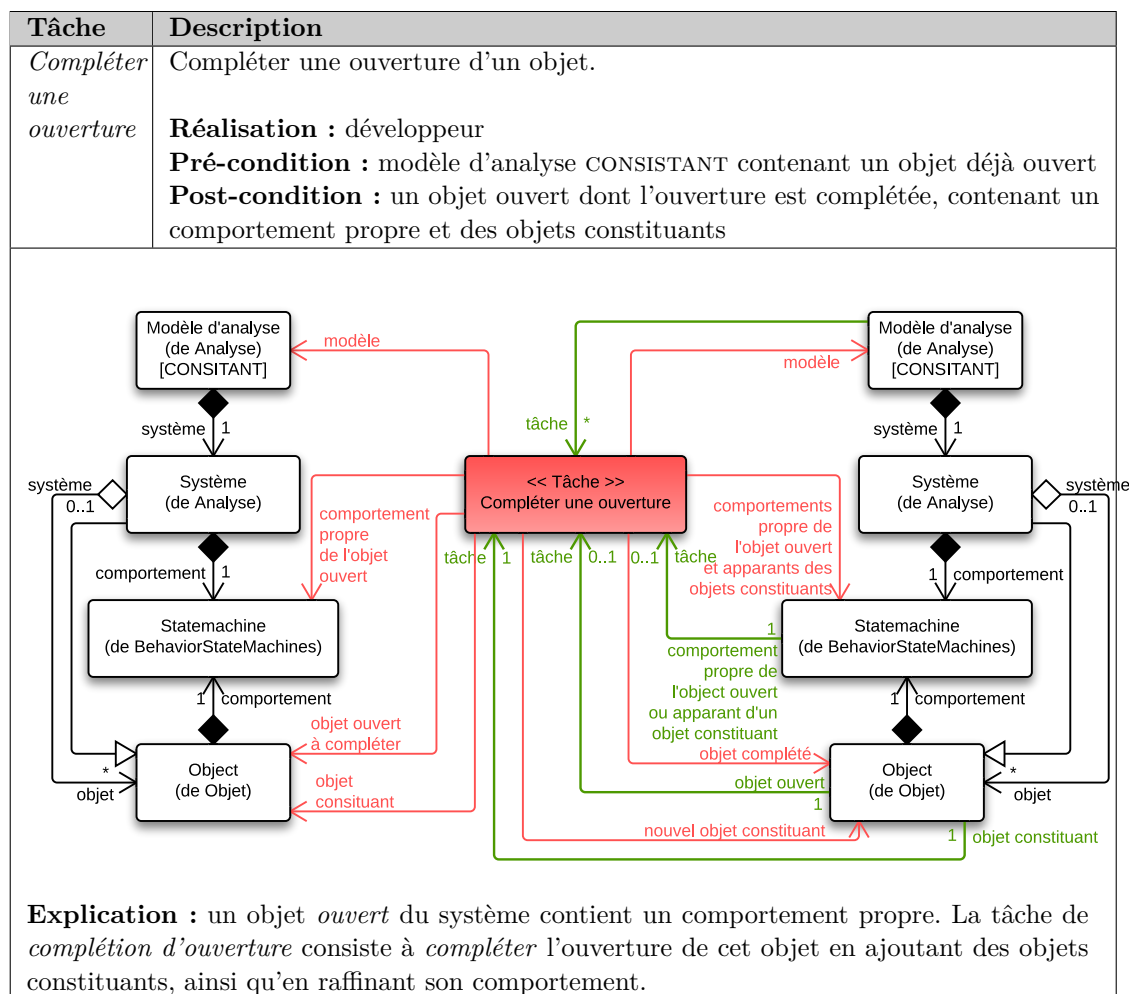 Tâche Description
Compléter Compléter une ouverture d'un objet.
une
ouverture Réalisation : développeur
Pré-condition : modèle d'analyse CONSISTANT contenant un objet déjà ouvert
Post-condition : un objet ouvert dont l'ouverture est complétée, contenant un
comportement propre et des objets constituants
Modèle d'analyse
(de Analyse)
[CONSITANT]
modèle
système 1
Système
(de Analyse)
système
0..1
comportement 1
Statemachine
(de BehaviorStateMachines)
1 comportement
Object
(de Objet)
*
objet
comportement
propre
de l'objet
ouvert
objet ouvert
à compléter
objet
consituant
tâche *
<< Tâche >>
Compléter une ouverture
tâche 1 tâche 0..1 0..1 tâche
modèle
Modèle d'analyse
(de Analyse)
[CONSITANT]
système 1
Système
(de Analyse)
système
0..1
comportements
propre de
l'objet ouvert
et apparants des
objets constituants
1 comportement
Statemachine
(de BehaviorStateMachines)
1
comportement
propre de
l'object ouvert
ou apparant d'un
objet constituant
1 comportement
objet complété
Object
(de Objet)
*
objet
objet ouvert
1
nouvel objet constituant
1 objet constituant
Explication : un objet ouvert du système contient un comportement propre. La tâche de
complétion d'ouverture consiste à compléter l'ouverture de cet objet en ajoutant des objets
constituants, ainsi qu'en raffinant son comportement.